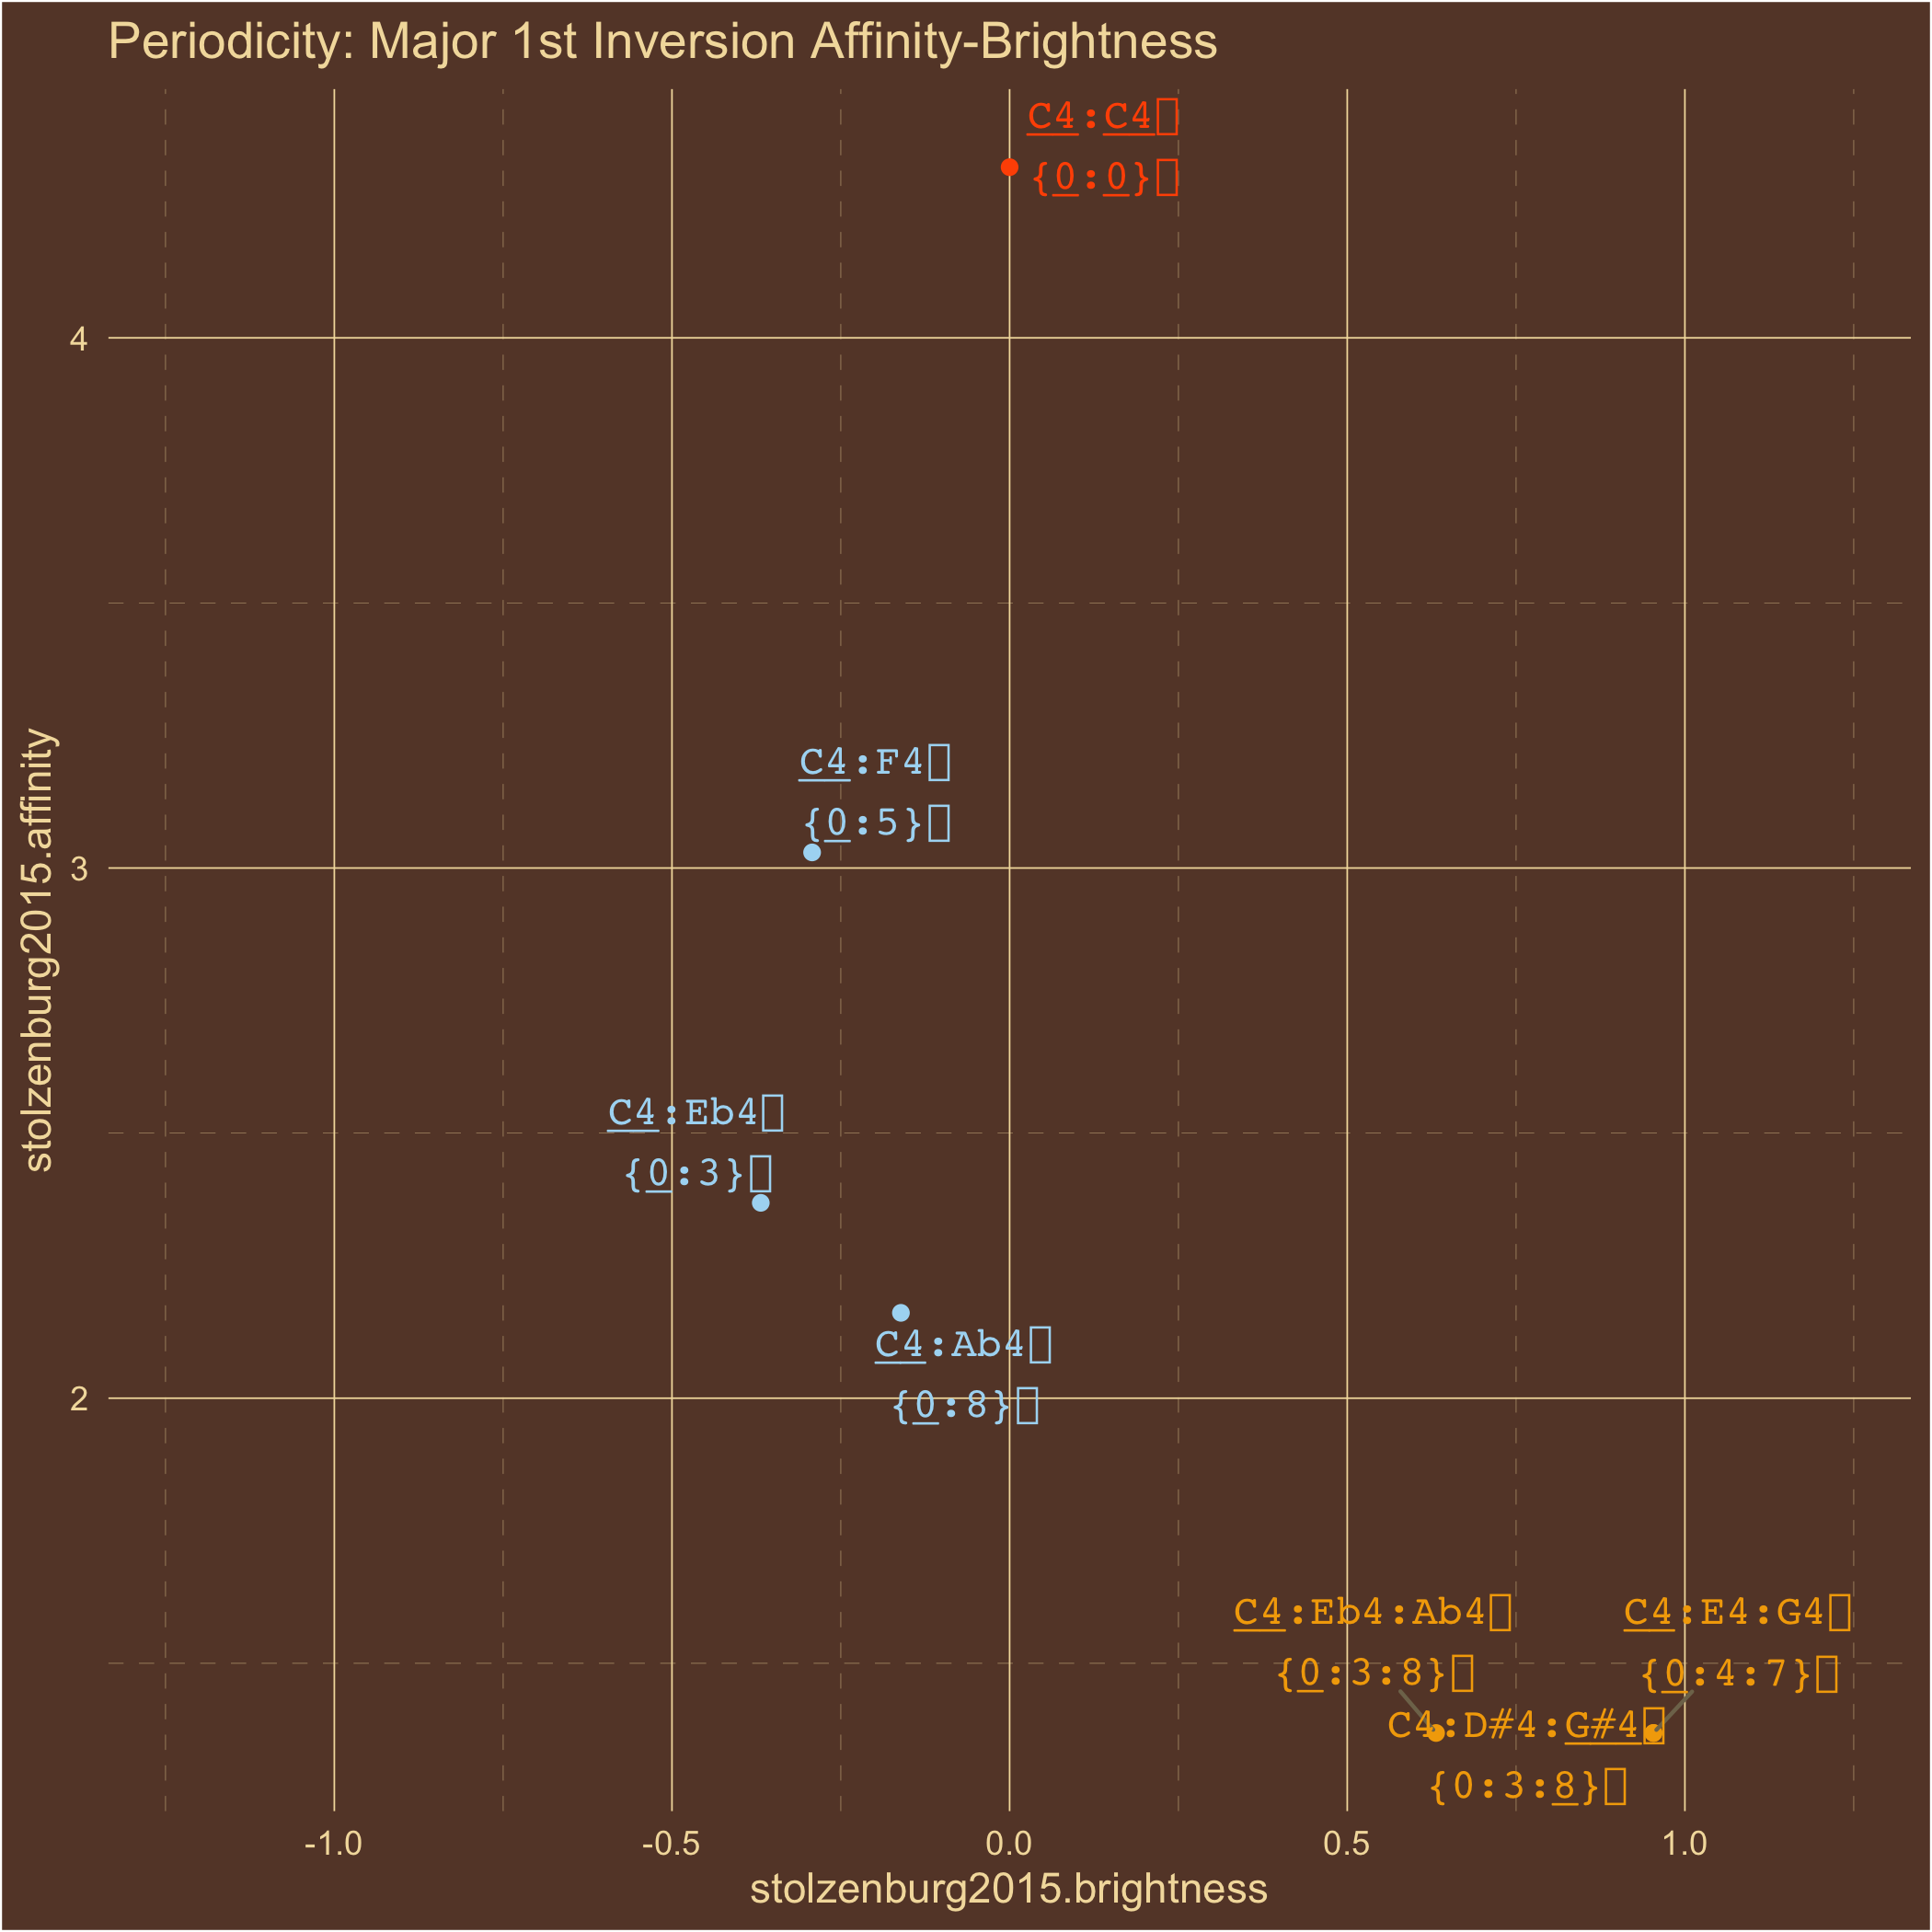 Periodicity: Major 1st Inversion Affinity-Brightness
C4:C4
{0:0}
4
C4:F4
{0:5}
3
stolzenburg2015.affinity
C4:Eb4
{0:3}
C4:Ab4
{0:8}
2
C4:Eb4:Ab4
{0:3:8}
C4:E4:G4
{0:4:7}
C4:D#4:G#4
{0:3:8}
-1.0 -0.5 0.0 0.5 1.0
stolzenburg2015.brightness